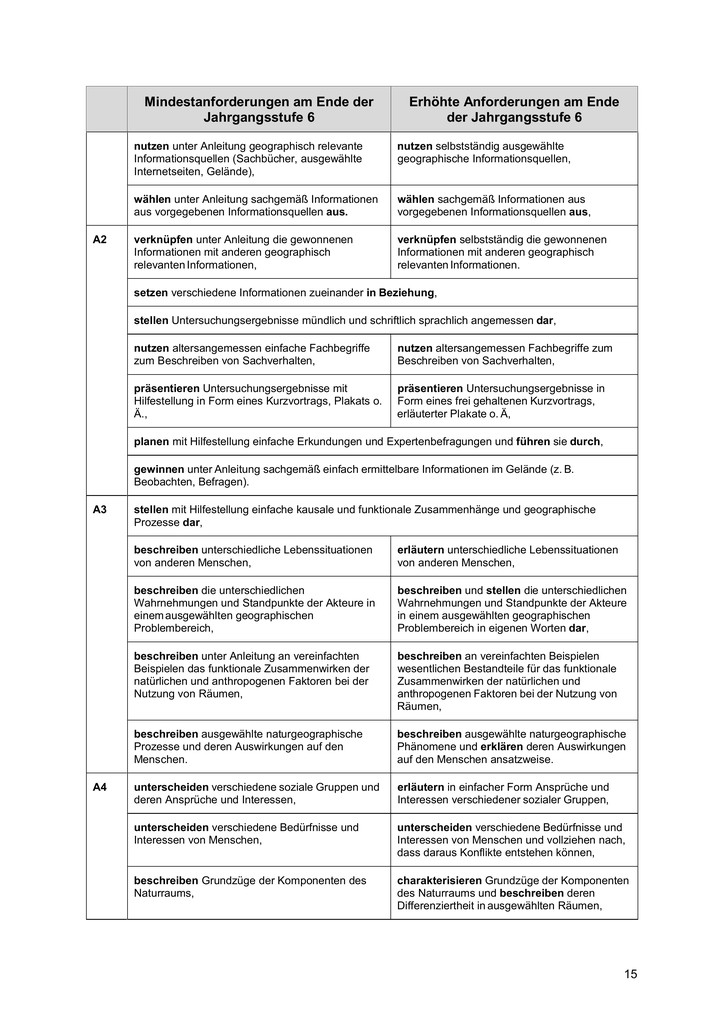 Mindestanforderungen am Ende der
Jahrgangsstufe 6
Erhöhte Anforderungen am Ende
der Jahrgangsstufe 6
nutzen unter Anleitung geographisch relevante
Informationsquellen (Sachbücher, ausgewählte
Internetseiten, Gelände),
nutzen selbstständig ausgewählte
geographische Informationsquellen,
wählen unter Anleitung sachgemäß Informationen
aus vorgegebenen Informationsquellen aus.
wählen sachgemäß Informationen aus
vorgegebenen Informationsquellen aus,
A2
verknüpfen unter Anleitung die gewonnenen
Informationen mit anderen geographisch
relevanten Informationen,
verknüpfen selbstständig die gewonnenen
Informationen mit anderen geographisch
relevanten Informationen.
setzen verschiedene Informationen zueinander in Beziehung,
stellen Untersuchungsergebnisse mündlich und schriftlich sprachlich angemessen dar,
nutzen altersangemessen einfache Fachbegriffe
zum Beschreiben von Sachverhalten,
nutzen altersangemessen Fachbegriffe zum
Beschreiben von Sachverhalten,
präsentieren Untersuchungsergebnisse mit
Hilfestellung in Form eines Kurzvortrags, Plakats o.
Ä.,
präsentieren Untersuchungsergebnisse in
Form eines frei gehaltenen Kurzvortrags,
erläuterter Plakate o. Ä,
planen mit Hilfestellung einfache Erkundungen und Expertenbefragungen und führen sie durch,
gewinnen unter Anleitung sachgemäß einfach ermittelbare Informationen im Gelände (z. B.
Beobachten, Befragen).
A3
stellen mit Hilfestellung einfache kausale und funktionale Zusammenhänge und geographische
Prozesse dar,
beschreiben unterschiedliche Lebenssituationen
von anderen Menschen,
erläutern unterschiedliche Lebenssituationen
von anderen Menschen,
beschreiben die unterschiedlichen
Wahrnehmungen und Standpunkte der Akteure in
einem ausgewählten geographischen
Problembereich,
beschreiben und stellen die unterschiedlichen
Wahrnehmungen und Standpunkte der Akteure
in einem ausgewählten geographischen
Problembereich in eigenen Worten dar,
beschreiben unter Anleitung an vereinfachten
Beispielen das funktionale Zusammenwirken der
natürlichen und anthropogenen Faktoren bei der
Nutzung von Räumen,
beschreiben an vereinfachten Beispielen
wesentlichen Bestandteile für das funktionale
Zusammenwirken der natürlichen und
anthropogenen Faktoren bei der Nutzung von
Räumen,
beschreiben ausgewählte naturgeographische
Prozesse und deren Auswirkungen auf den
Menschen.
beschreiben ausgewählte naturgeographische
Phänomene und erklären deren Auswirkungen
auf den Menschen ansatzweise.
A4
unterscheiden verschiedene soziale Gruppen und
deren Ansprüche und Interessen,
erläutern in einfacher Form Ansprüche und
Interessen verschiedener sozialer Gruppen,
unterscheiden verschiedene Bedürfnisse und
Interessen von Menschen,
unterscheiden verschiedene Bedürfnisse und
Interessen von Menschen und vollziehen nach,
dass daraus Konflikte entstehen können,
beschreiben Grundzüge der Komponenten des
Naturraums,
charakterisieren Grundzüge der Komponenten
des Naturraums und beschreiben deren
Differenziertheit in ausgewählten Räumen,
15